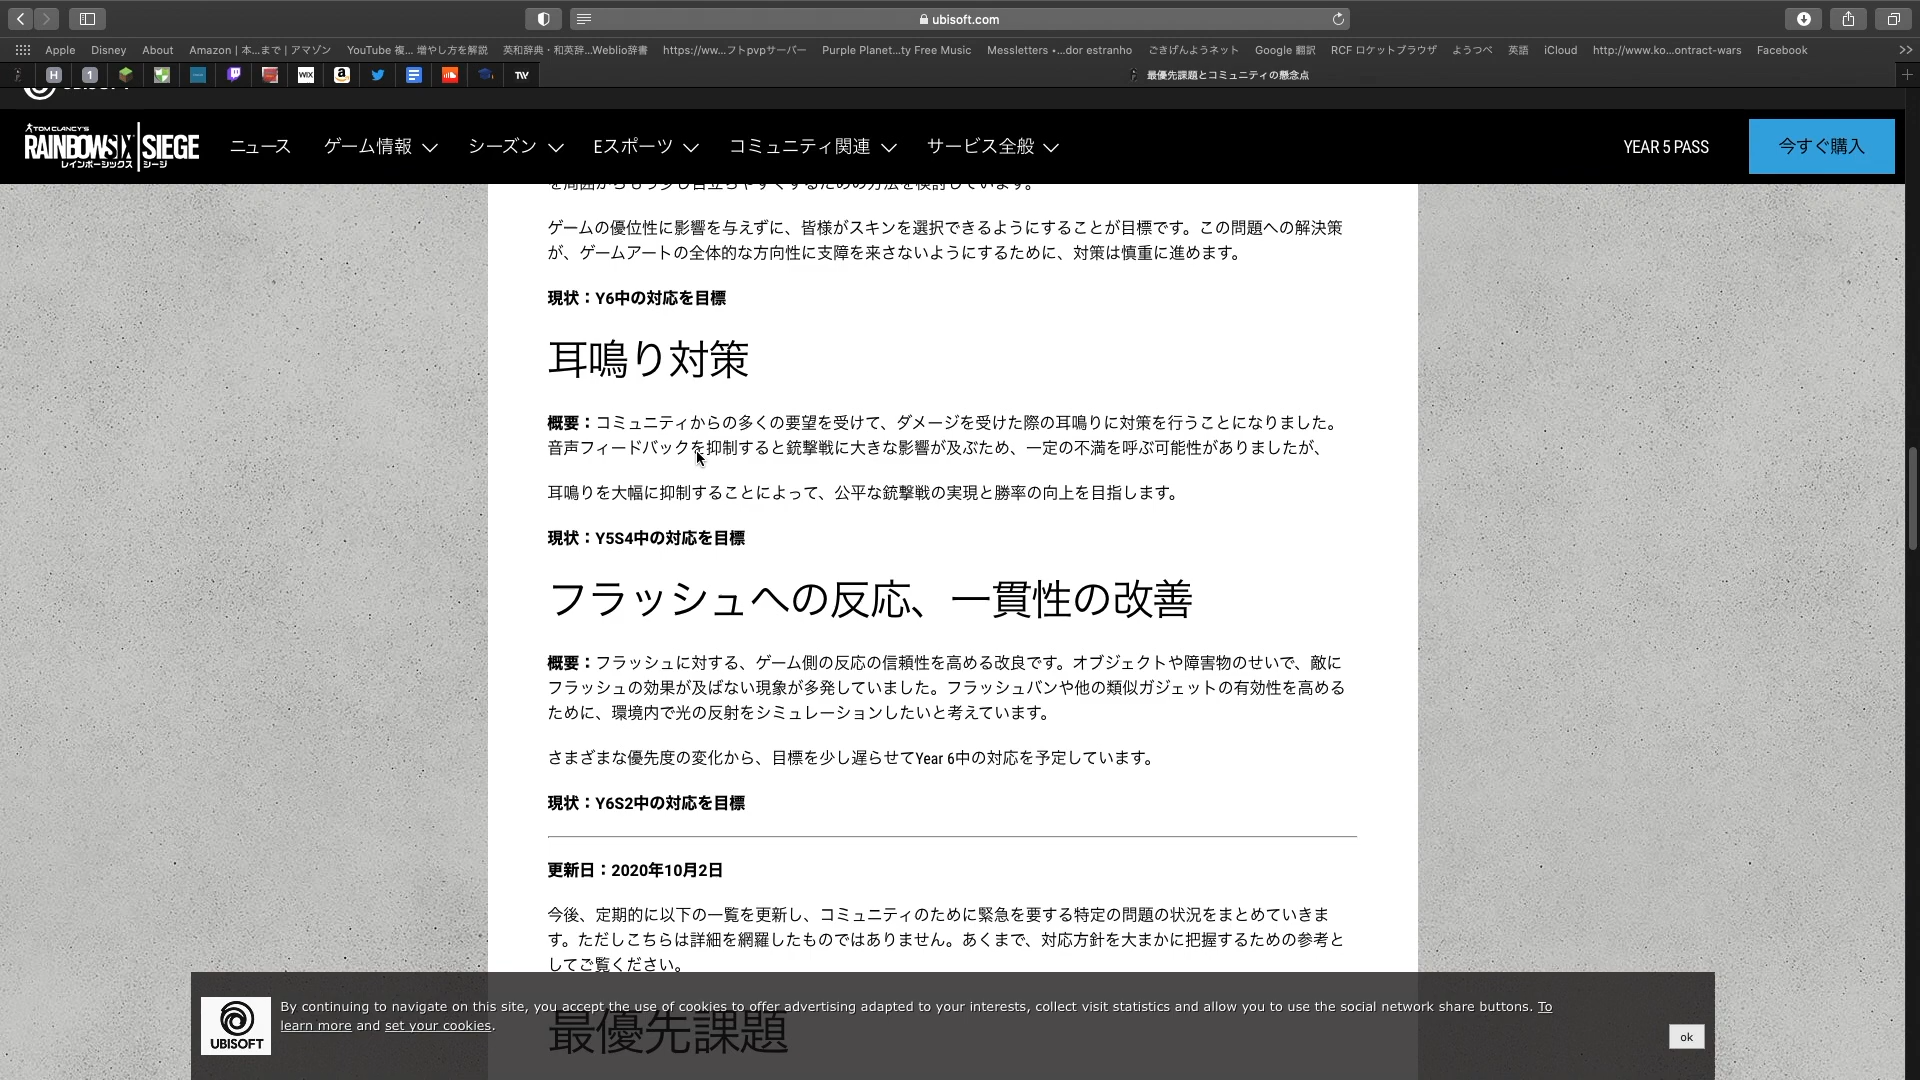 ubisoft.com
Apple Disney About Amazon | 本...まで | アマゾン YouTube 複... 増やし方を解説 英和辞典・和英辞...Weblio辞書 https://ww...フトpvpサーバー Purple Planet...ty Free Music Messletters •...dor estranho ごきげんようネット Google 翻訳 RCF ロケットブラウザ ようつべ 英語 iCloud http://www.ko...ontract-wars Facebook >>
H 1 WIX a TW 最優先課題とコミュニティの懸念点
TOM CLANCY'S
RAINBOW SIX | SIEGE
レインボーシックス シージ
ニュース ゲーム情報 シーズン Eスポーツ コミュニティ関連 サービス全般 YEAR 5 PASS 今すぐ購入
を周囲からもう少し目立ちやすくするための方法を検討しています。
ゲームの優位性に影響を与えずに、皆様がスキンを選択できるようにすることが目標です。この問題への解決策
が、ゲームアートの全体的な方向性に支障を来さないようにするために、対策は慎重に進めます。
現状：Y6中の対応を目標
耳鳴り対策
概要：コミュニティからの多くの要望を受けて、ダメージを受けた際の耳鳴りに対策を行うことになりました。
音声フィードバックを抑制すると銃撃戦に大きな影響が及ぶため、一定の不満を呼ぶ可能性がありましたが、
耳鳴りを大幅に抑制することによって、公平な銃撃戦の実現と勝率の向上を目指します。
現状：Y5S4中の対応を目標
フラッシュへの反応、一貫性の改善
概要：フラッシュに対する、ゲーム側の反応の信頼性を高める改良です。オブジェクトや障害物のせいで、敵に
フラッシュの効果が及ばない現象が多発していました。フラッシュバンや他の類似ガジェットの有効性を高める
ために、環境内で光の反射をシミュレーションしたいと考えています。
さまざまな優先度の変化から、目標を少し遅らせてYear 6中の対応を予定しています。
現状：Y6S2中の対応を目標
更新日：2020年10月2日
今後、定期的に以下の一覧を更新し、コミュニティのために緊急を要する特定の問題の状況をまとめていきま
す。ただしこちらは詳細を網羅したものではありません。あくまで、対応方針を大まかに把握するための参考と
してご覧ください。
最優先課題
UBISOFT
By continuing to navigate on this site, you accept the use of cookies to offer advertising adapted to your interests, collect visit statistics and allow you to use the social network share buttons. To
learn more and set your cookies.
ok